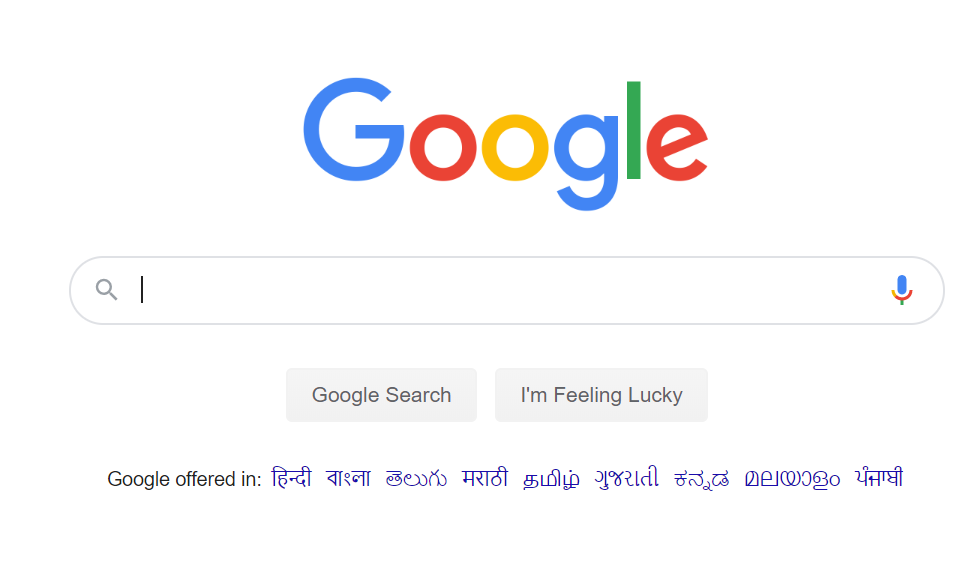 Google
Google Search I'm Feeling Lucky
Google offered in: हिन्दी বাংলা తెలుగు मराठी தமிழ் ગુજરાતી ಕನ್ನಡ മലയാളം ਪੰਜਾਬੀ